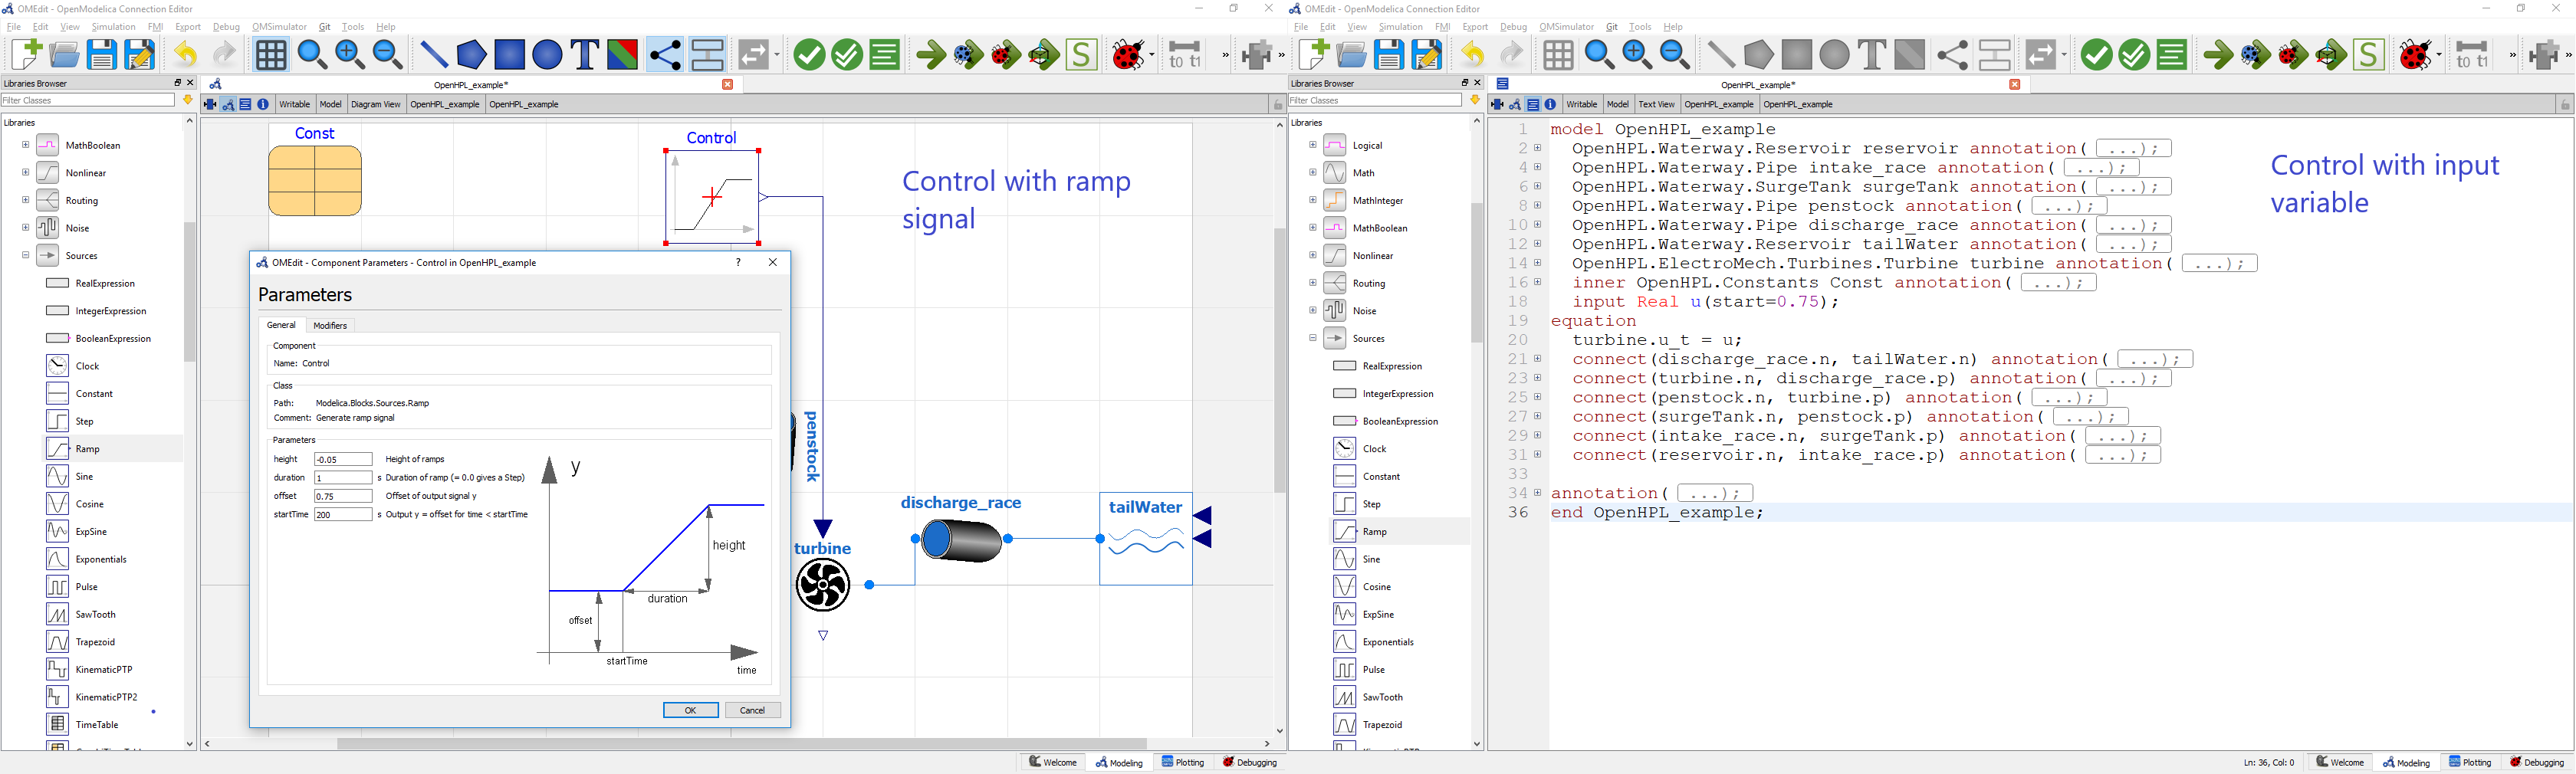 OMEdit - OpenModelica Connection Editor
File Edit View Simulation FMI Export Debug OMSimulator Git Tools Help
T
S
t0 t1
»
»
Libraries Browser
OpenHPL_example*
Filter Classes
Writable Model Diagram View OpenHPL_example OpenHPL_example
Libraries
MathBoolean
Nonlinear
Routing
Noise
Sources
RealExpression
IntegerExpression
BooleanExpression
Clock
Constant
Step
Ramp
Sine
Cosine
ExpSine
Exponentials
Pulse
SawTooth
Trapezoid
KinematicPTP
KinematicPTP2
TimeTable
Const
Control
Control with ramp
signal
OMEdit - Component Parameters - Control in OpenHPL_example
?
Parameters
General Modifiers
Component
Name: Control
Class
Path: Modelica.Blocks.Sources.Ramp
Comment: Generate ramp signal
Parameters
height -0.05 Height of ramps
duration 1 s Duration of ramp (= 0.0 gives a Step)
offset 0.75 Offset of output signal y
startTime 200 s Output y = offset for time < startTime
y
height
duration
offset
startTime
time
OK Cancel
penstock
turbine
discharge_race
tailWater
Welcome Modeling Plotting Debugging
OMEdit - OpenModelica Connection Editor
File Edit View Simulation FMI Export Debug OMSimulator Git Tools Help
T
S
t0 t1
»
»
Libraries Browser
OpenHPL_example*
Filter Classes
Writable Model Text View OpenHPL_example OpenHPL_example
Libraries
Logical
Math
MathInteger
MathBoolean
Nonlinear
Routing
Noise
Sources
RealExpression
IntegerExpression
BooleanExpression
Clock
Constant
Step
Ramp
Sine
Cosine
ExpSine
Exponentials
Pulse
SawTooth
Trapezoid
1 model OpenHPL_example
2 OpenHPL.Waterway.Reservoir reservoir annotation( ...);
4 OpenHPL.Waterway.Pipe intake_race annotation( ...);
6 OpenHPL.Waterway.SurgeTank surgeTank annotation( ...);
8 OpenHPL.Waterway.Pipe penstock annotation( ...);
10 OpenHPL.Waterway.Pipe discharge_race annotation( ...);
12 OpenHPL.Waterway.Reservoir tailWater annotation( ...);
14 OpenHPL.ElectroMech.Turbines.Turbine turbine annotation( ...);
16 inner OpenHPL.Constants Const annotation( ...);
18 input Real u(start=0.75);
19 equation
20 turbine.u_t = u;
21 connect(discharge_race.n, tailWater.n) annotation( ...);
23 connect(turbine.n, discharge_race.p) annotation( ...);
25 connect(penstock.n, turbine.p) annotation( ...);
27 connect(surgeTank.n, penstock.p) annotation( ...);
29 connect(intake_race.n, surgeTank.p) annotation( ...);
31 connect(reservoir.n, intake_race.p) annotation( ...);
33
34 annotation( ...);
36 end OpenHPL_example;
Control with input
variable
Ln: 36, Col: 0 Welcome Modeling Plotting Debugging